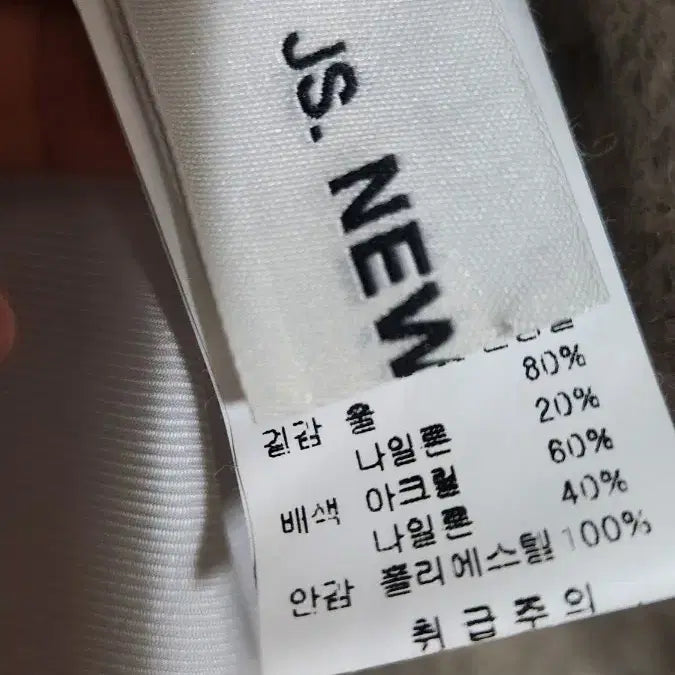 JS. NEW
겉감 울 80%
나일론 20%
배색 아크릴 60%
나일론 40%
안감 폴리에스텔 100%
취급주의